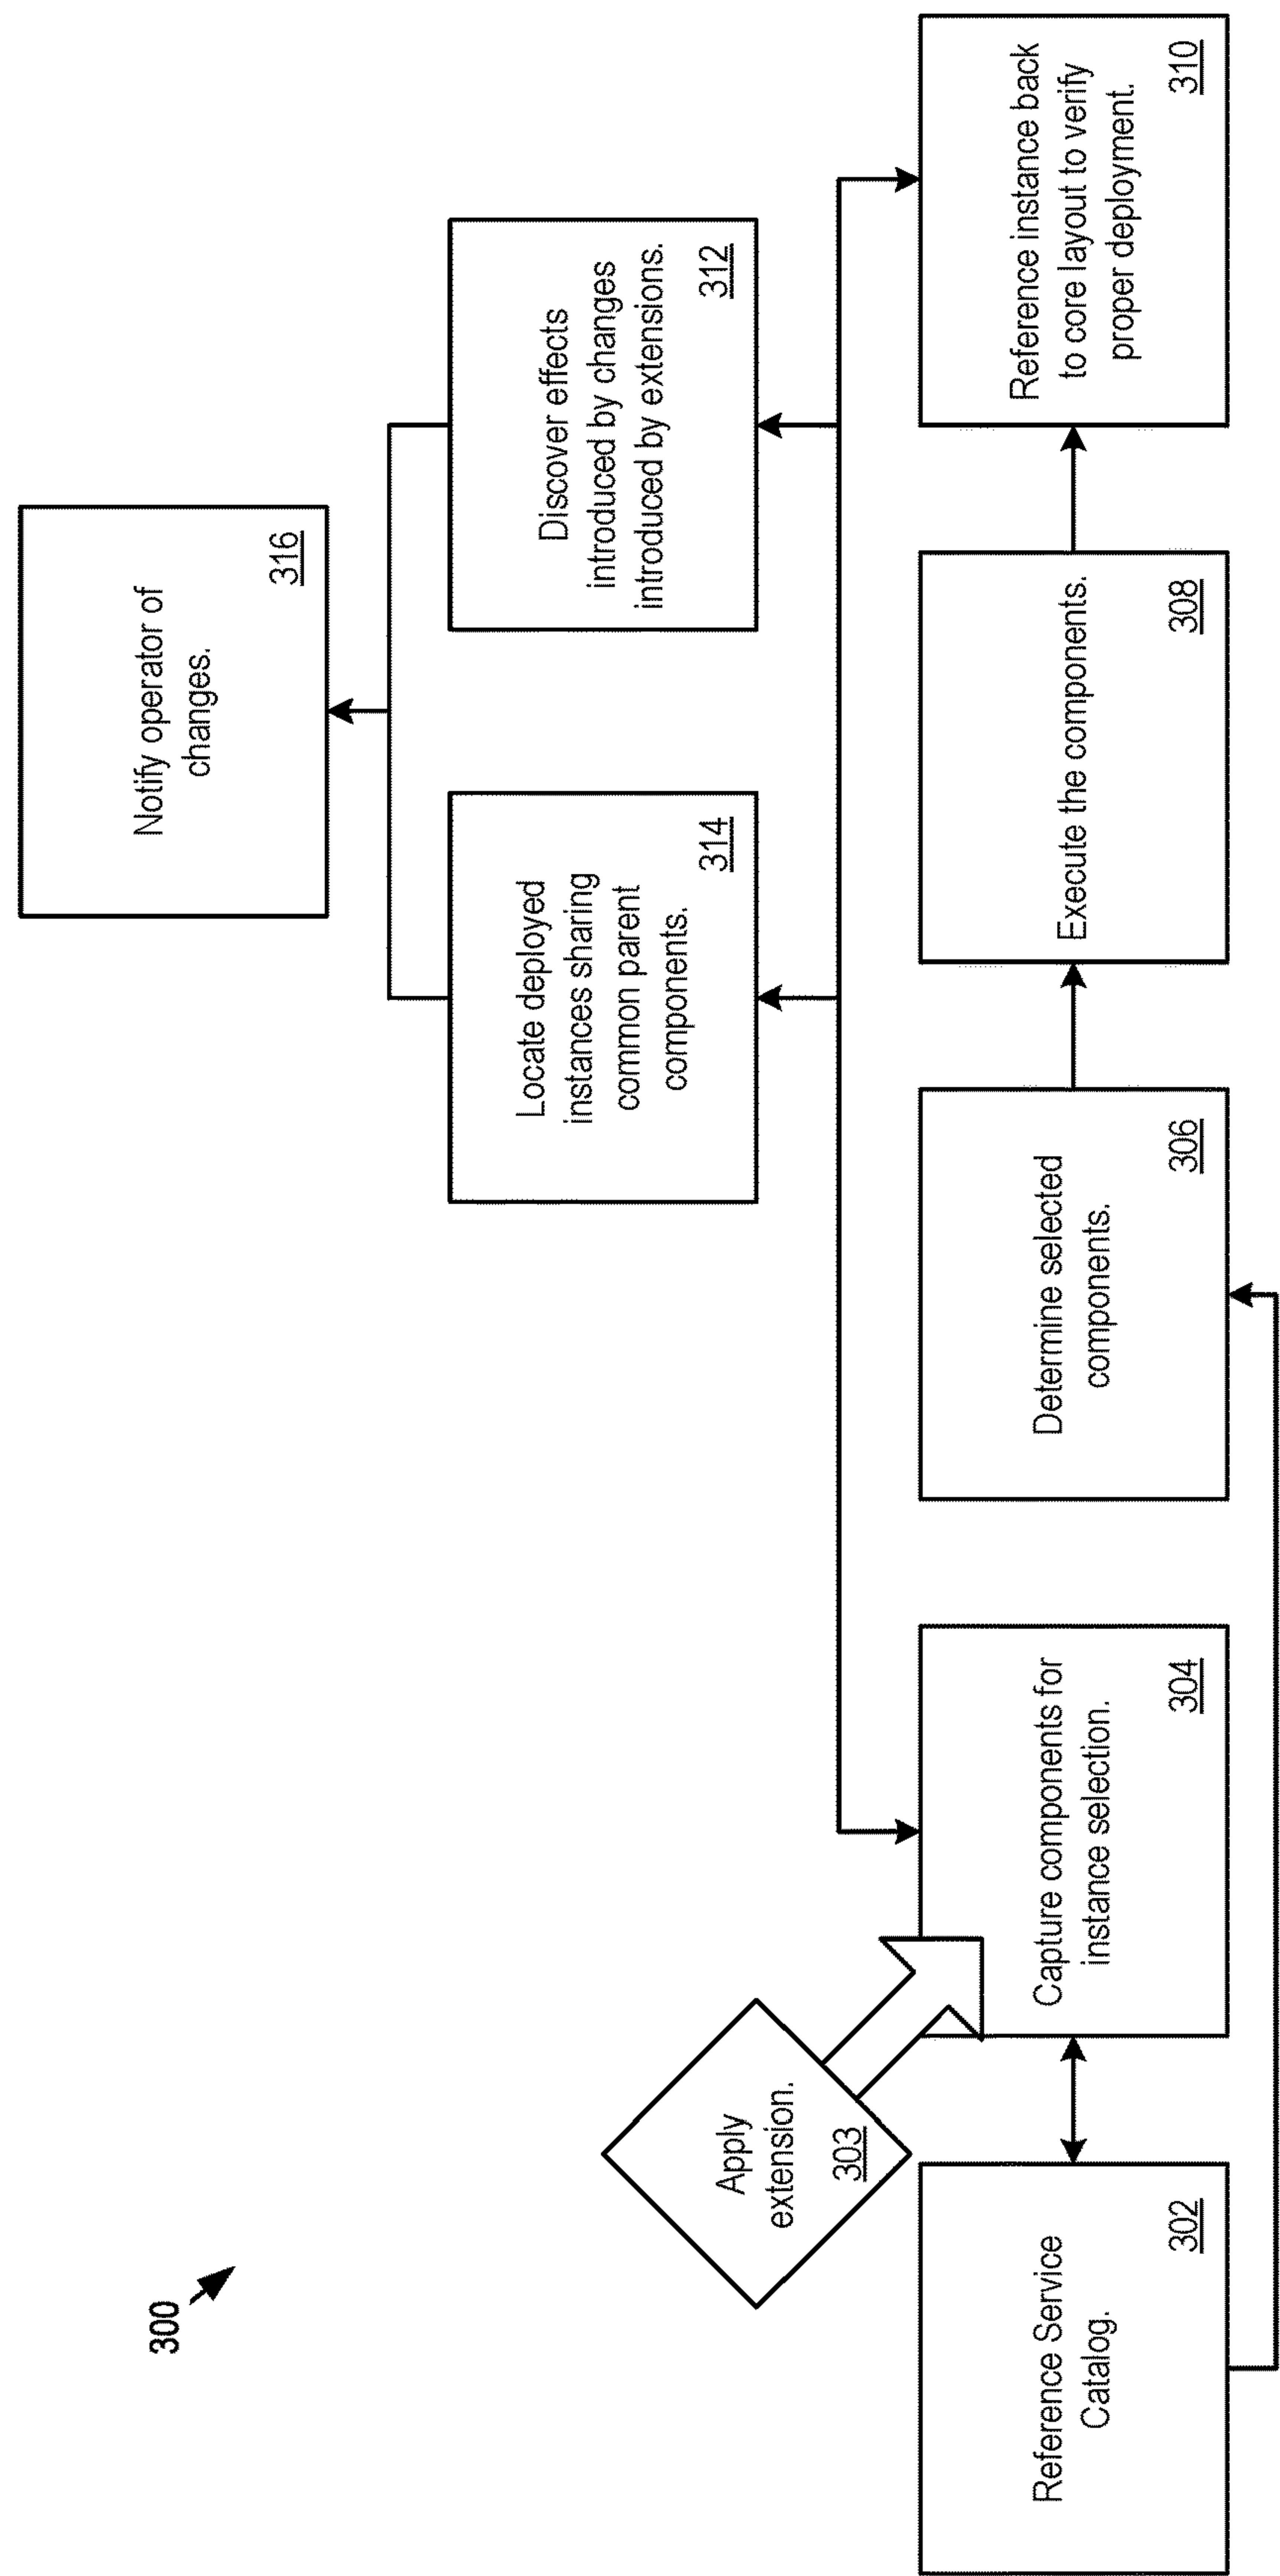 300
Notify operator of
changes.
316
Locate deployed
instances sharing
common parent
components.
314
Discover effects
introduced by changes
introduced by extensions.
312
Apply
extension.
303
Reference Service
Catalog.
302
Capture components for
instance selection.
304
Determine selected
components.
306
Execute the components.
308
Reference instance back
to core layout to verify
proper deployment.
310